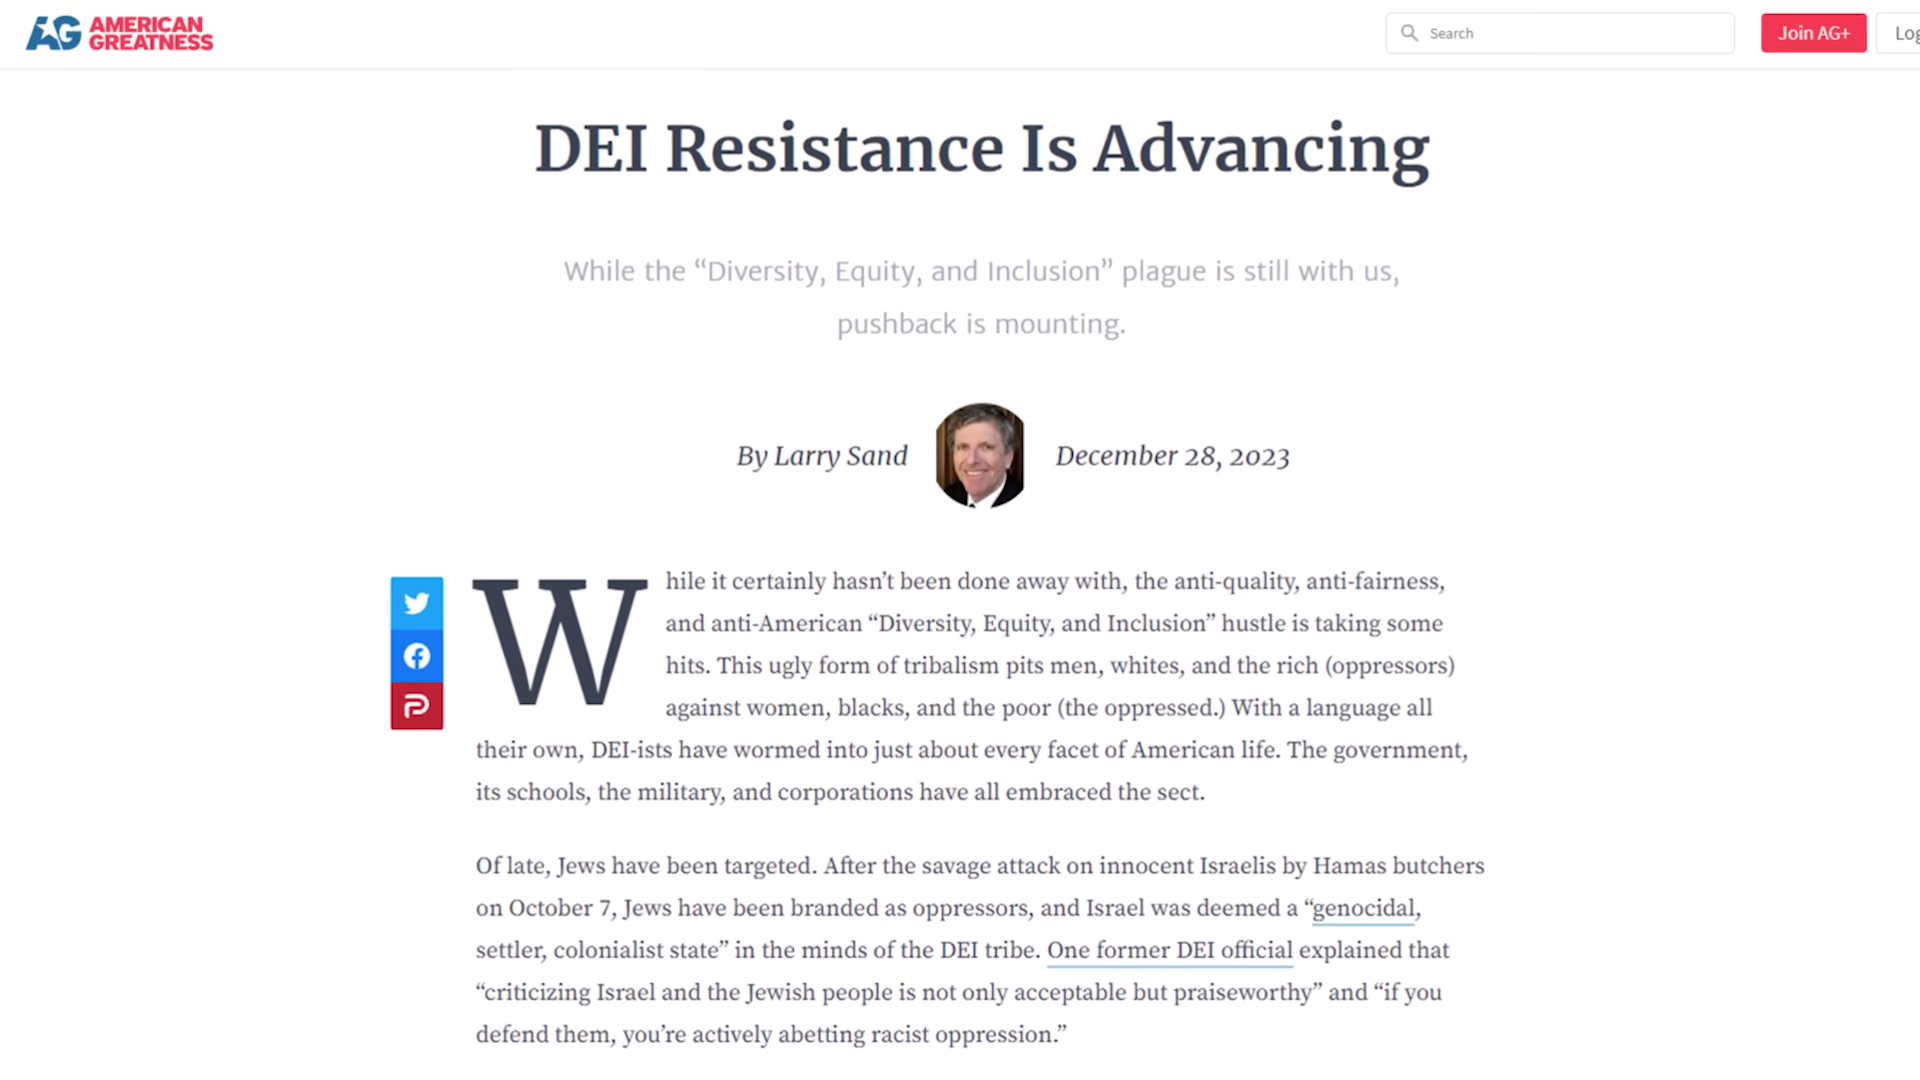 AG AMERICAN
GREATNESS
Search
Join AG+
DEI Resistance Is Advancing
While the “Diversity, Equity, and Inclusion” plague is still with us,
pushback is mounting.
By Larry Sand
December 28, 2023
While it certainly hasn’t been done away with, the anti-quality, anti-fairness,
and anti-American “Diversity, Equity, and Inclusion” hustle is taking some
hits. This ugly form of tribalism pits men, whites, and the rich (oppressors)
against women, blacks, and the poor (the oppressed.) With a language all
their own, DEI-ists have wormed into just about every facet of American life. The government,
its schools, the military, and corporations have all embraced the sect.
Of late, Jews have been targeted. After the savage attack on innocent Israelis by Hamas butchers
on October 7, Jews have been branded as oppressors, and Israel was deemed a “genocidal,
settler, colonialist state” in the minds of the DEI tribe. One former DEI official explained that
“criticizing Israel and the Jewish people is not only acceptable but praiseworthy” and “if you
defend them, you’re actively abetting racist oppression.”